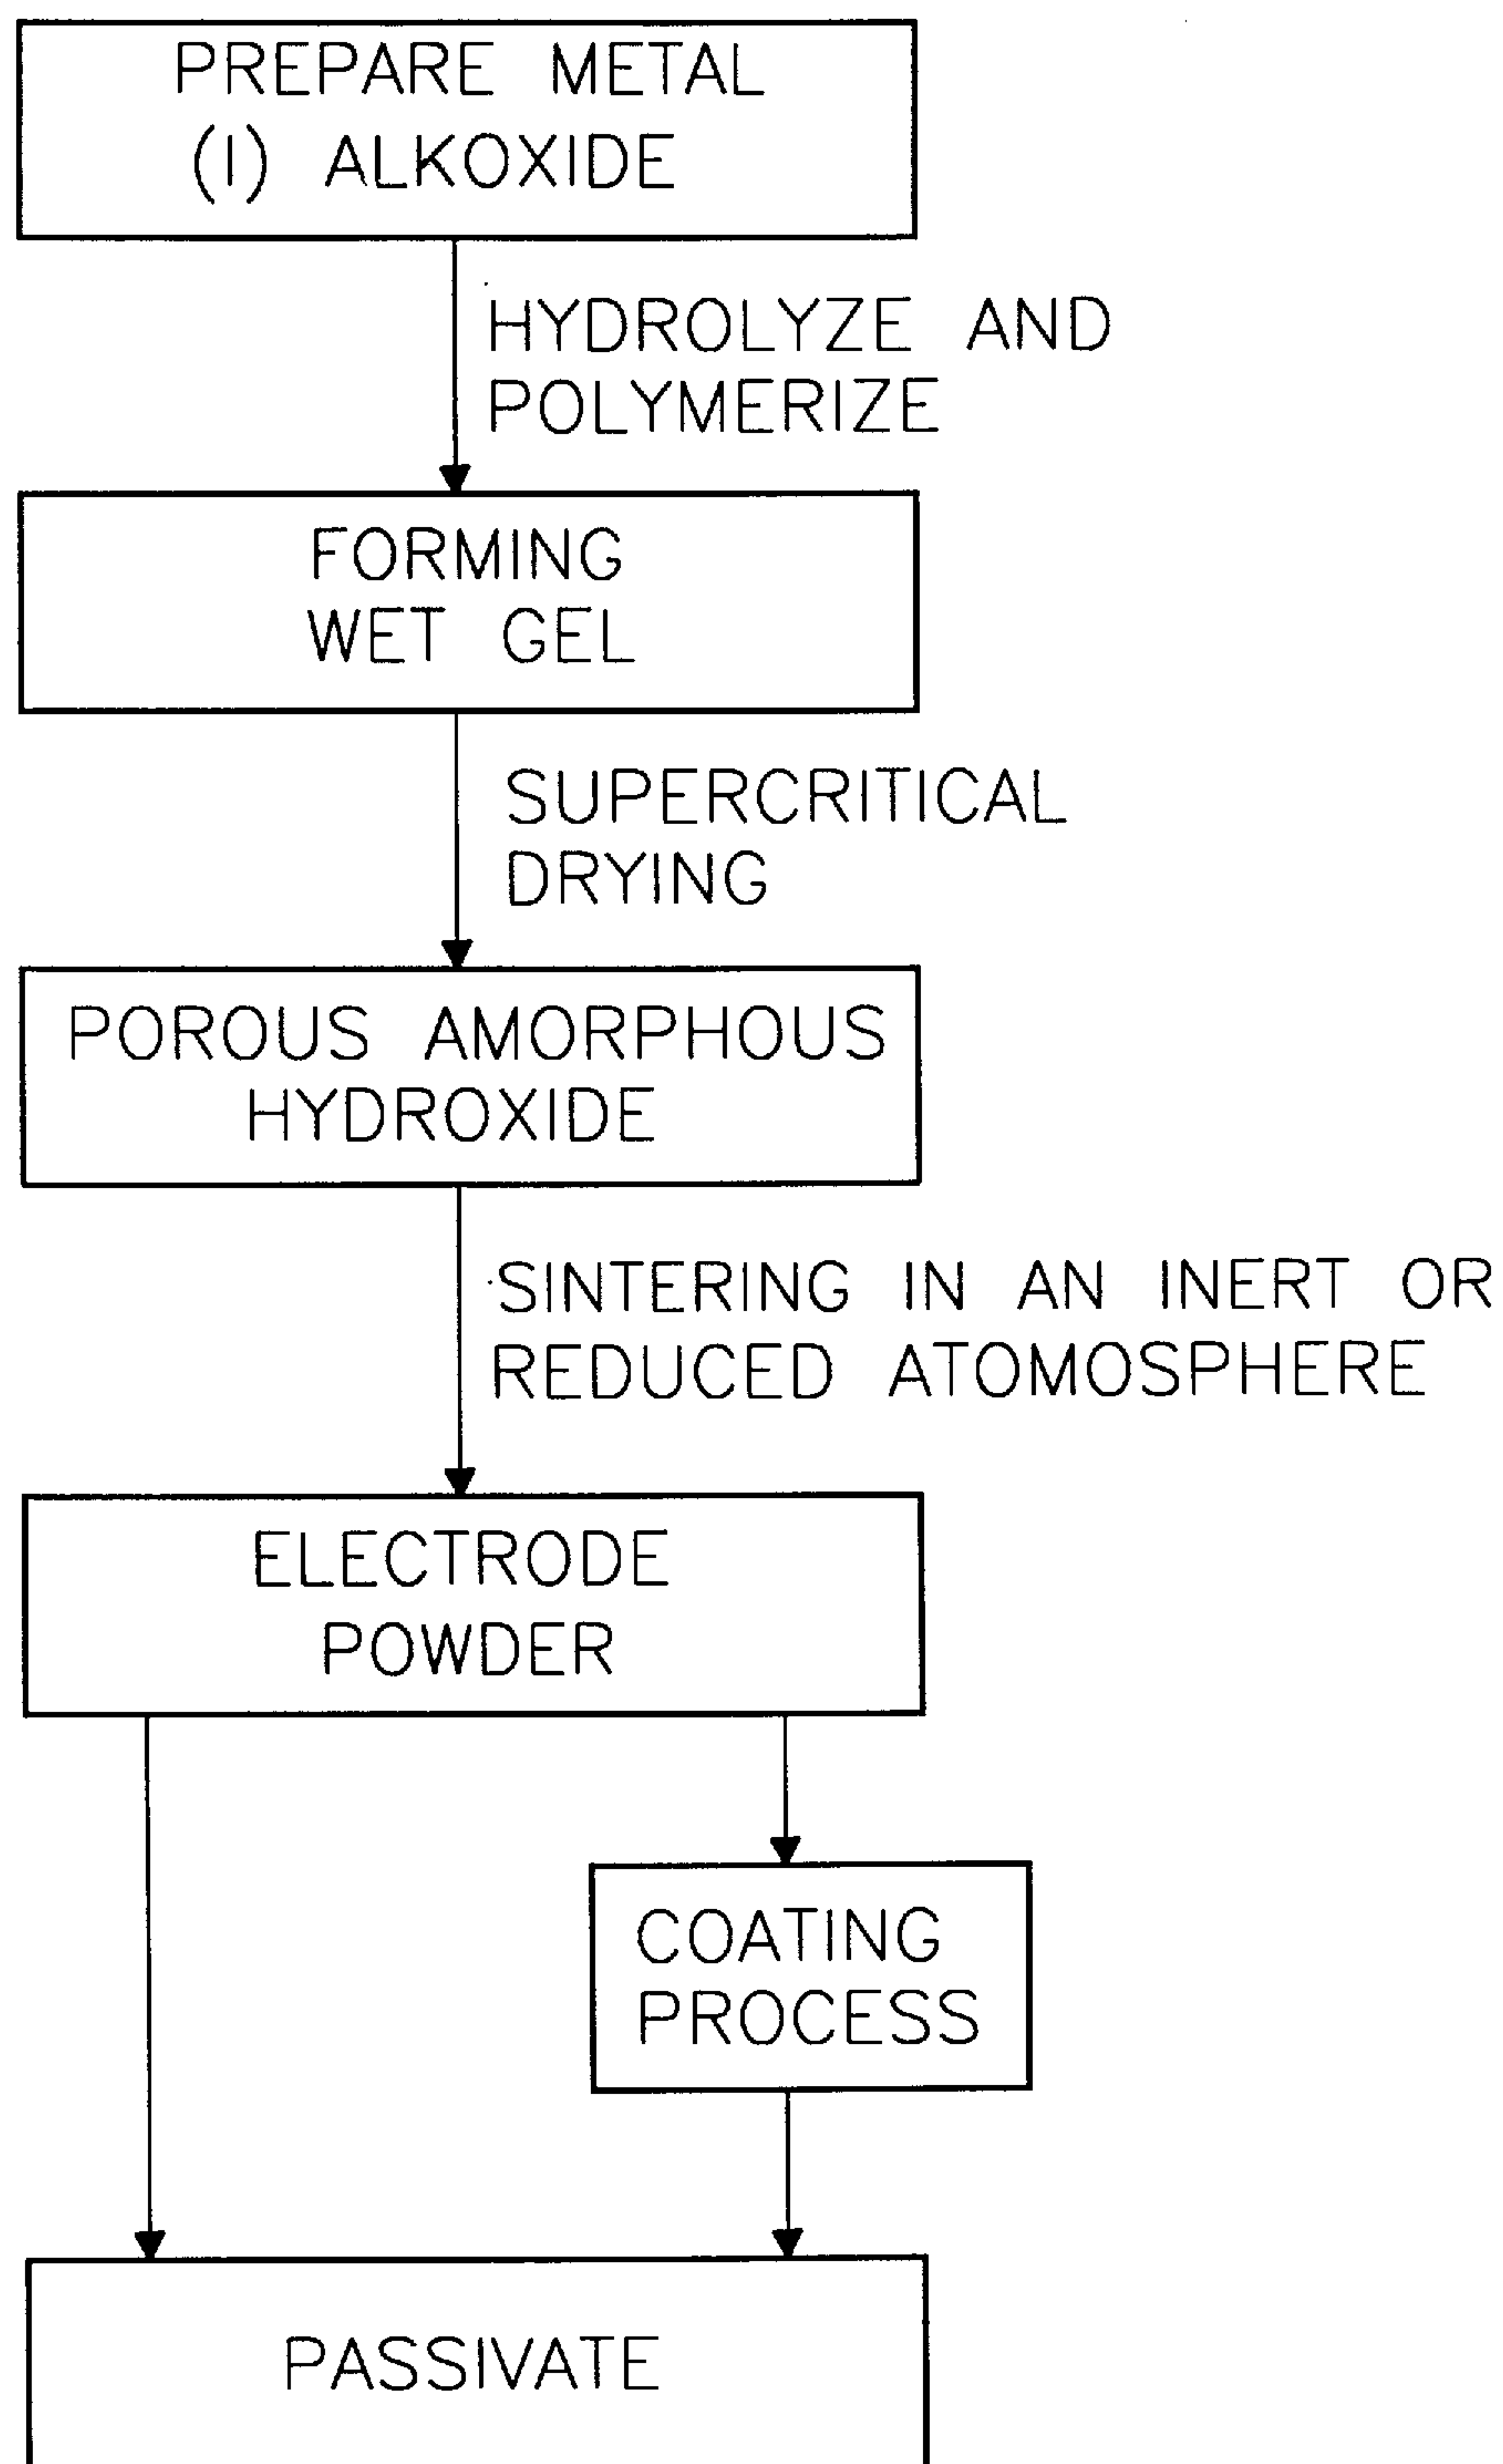 PREPARE METAL
(I) ALKOXIDE
HYDROLYZE AND
POLYMERIZE
FORMING
WET GEL
SUPERCRITICAL
DRYING
POROUS AMORPHOUS
HYDROXIDE
SINTERING IN AN INERT OR
REDUCED ATOMOSPHERE
ELECTRODE
POWDER
COATING
PROCESS
PASSIVATE